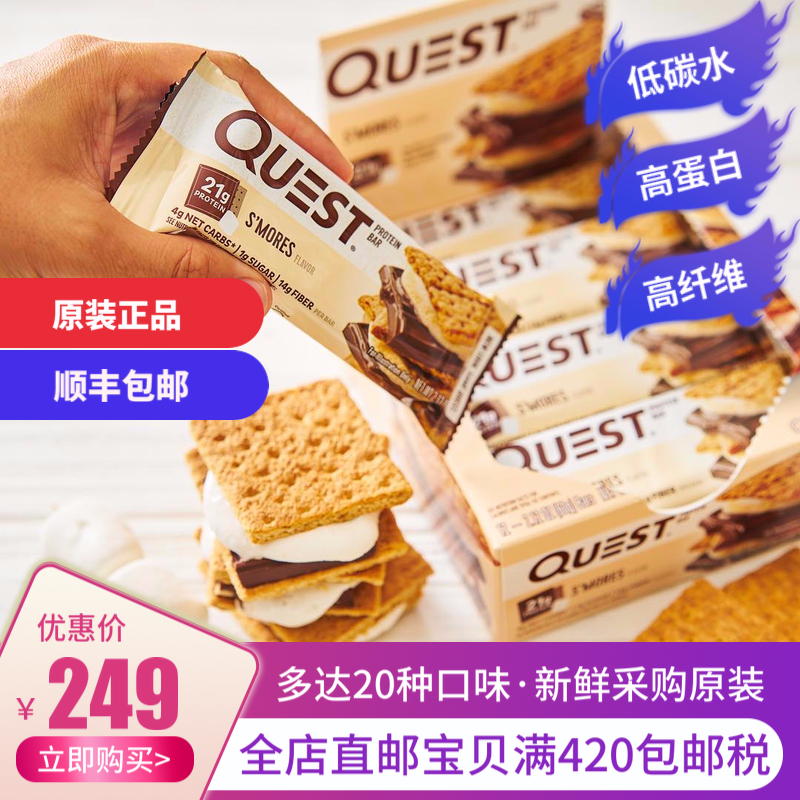 QUEST
S'MORES
低碳水
高蛋白
高纤维
QUEST
PROTEIN
BAR
21g
PROTEIN
S'MORES
FLAVOR
4g NET CARBS* | 1g SUGAR | 14g FIBER PER BAR
QUEST
QUEST
S'MORES
QUEST
QUEST
S'MORES
21g
原装正品
顺丰包邮
优惠价
¥249
立即购买>
多达20种口味·新鲜采购原装
全店直邮宝贝满420包邮税